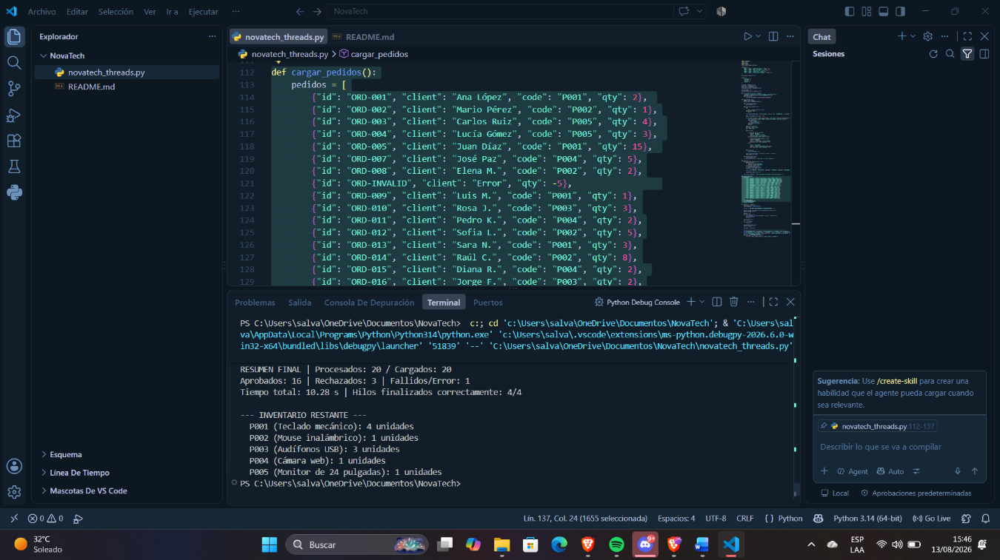 Archivo Editar Selección Ver Ir a Ejecutar ··· NovaTech
Explorador ···
NovaTech
novatech_threads.py
README.md
Esquema
Línea De Tiempo
Mascotas De VS Code
novatech_threads.py README.md
novatech_threads.py > cargar_pedidos
112 def cargar_pedidos():
113 pedidos = [
114 {"id": "ORD-001", "client": "Ana López", "code": "P001", "qty": 2},
115 {"id": "ORD-002", "client": "Mario Pérez", "code": "P002", "qty": 1},
116 {"id": "ORD-003", "client": "Carlos Ruiz", "code": "P005", "qty": 4},
117 {"id": "ORD-004", "client": "Lucía Gómez", "code": "P005", "qty": 3},
118 {"id": "ORD-005", "client": "Juan Díaz", "code": "P001", "qty": 15},
119 {"id": "ORD-007", "client": "José Paz", "code": "P004", "qty": 5},
120 {"id": "ORD-008", "client": "Elena M.", "code": "P002", "qty": 2},
121 {"id": "ORD-INVALID", "client": "Error", "qty": -5},
122 {"id": "ORD-009", "client": "Luis M.", "code": "P001", "qty": 1},
123 {"id": "ORD-010", "client": "Rosa J.", "code": "P003", "qty": 3},
124 {"id": "ORD-011", "client": "Pedro K.", "code": "P004", "qty": 2},
125 {"id": "ORD-012", "client": "Sofia L.", "code": "P002", "qty": 5},
126 {"id": "ORD-013", "client": "Sara N.", "code": "P001", "qty": 3},
127 {"id": "ORD-014", "client": "Raúl C.", "code": "P002", "qty": 8},
128 {"id": "ORD-015", "client": "Diana R.", "code": "P004", "qty": 2},
129 {"id": "ORD-016", "client": "Jorge F.", "code": "P003", "qty": 2},
Problemas Salida Consola De Depuración Terminal Puertos Python Debug Console
PS C:\Users\salva\OneDrive\Documentos\NovaTech> c:; cd 'c:\Users\salva\OneDrive\Documentos\NovaTech'; & 'C:\Users\sal
va\AppData\Local\Programs\Python\Python314\python.exe' 'c:\Users\salva\.vscode\extensions\ms-python.debugpy-2026.6.0-w
in32-x64\bundled\libs\debugpy\launcher' '51839' '--' 'C:\Users\salva\OneDrive\Documentos\NovaTech\novatech_threads.py'
RESUMEN FINAL | Procesados: 20 / Cargados: 20
Aprobados: 16 | Rechazados: 3 | Fallidos/Error: 1
Tiempo total: 10.28 s | Hilos finalizados correctamente: 4/4
--- INVENTARIO RESTANTE ---
P001 (Teclado mecánico): 4 unidades
P002 (Mouse inalámbrico): 1 unidades
P003 (Audífonos USB): 3 unidades
P004 (Cámara web): 1 unidades
P005 (Monitor de 24 pulgadas): 1 unidades
PS C:\Users\salva\OneDrive\Documentos\NovaTech>
Chat
Sesiones
Sugerencia: Use /create-skill para crear una
habilidad que el agente pueda cargar cuando
sea relevante.
novatech_threads.py:112-137
Describir lo que se va a compilar
Agent Auto
Local Aprobaciones predeterminadas
0 0 Lín. 137, Col. 24 (1655 seleccionada) Espacios: 4 UTF-8 CRLF { } Python Python 3.14 (64-bit) Go Live
32°C
Soleado
Buscar
9+
ESP
LAA
15:46
13/08/2026